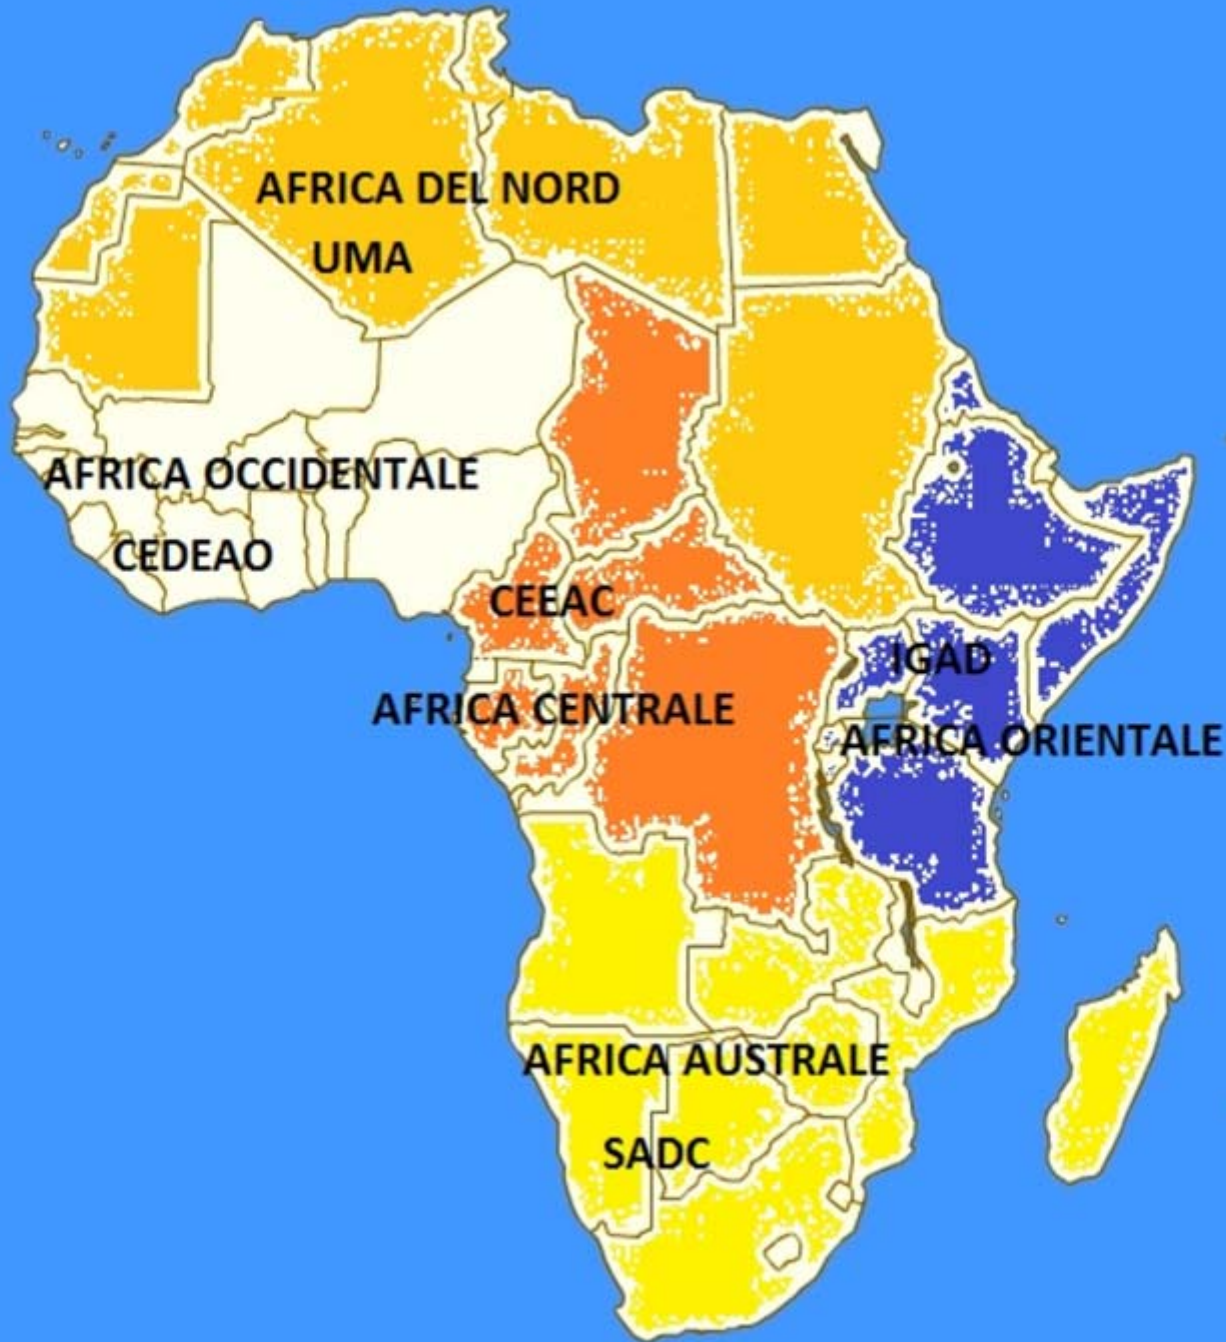 AFRICA DEL NORD
UMA
AFRICA OCCIDENTALE
CEDEAO
CEEAC
AFRICA CENTRALE
IGAD
AFRICA ORIENTALE
AFRICA AUSTRALE
SADC